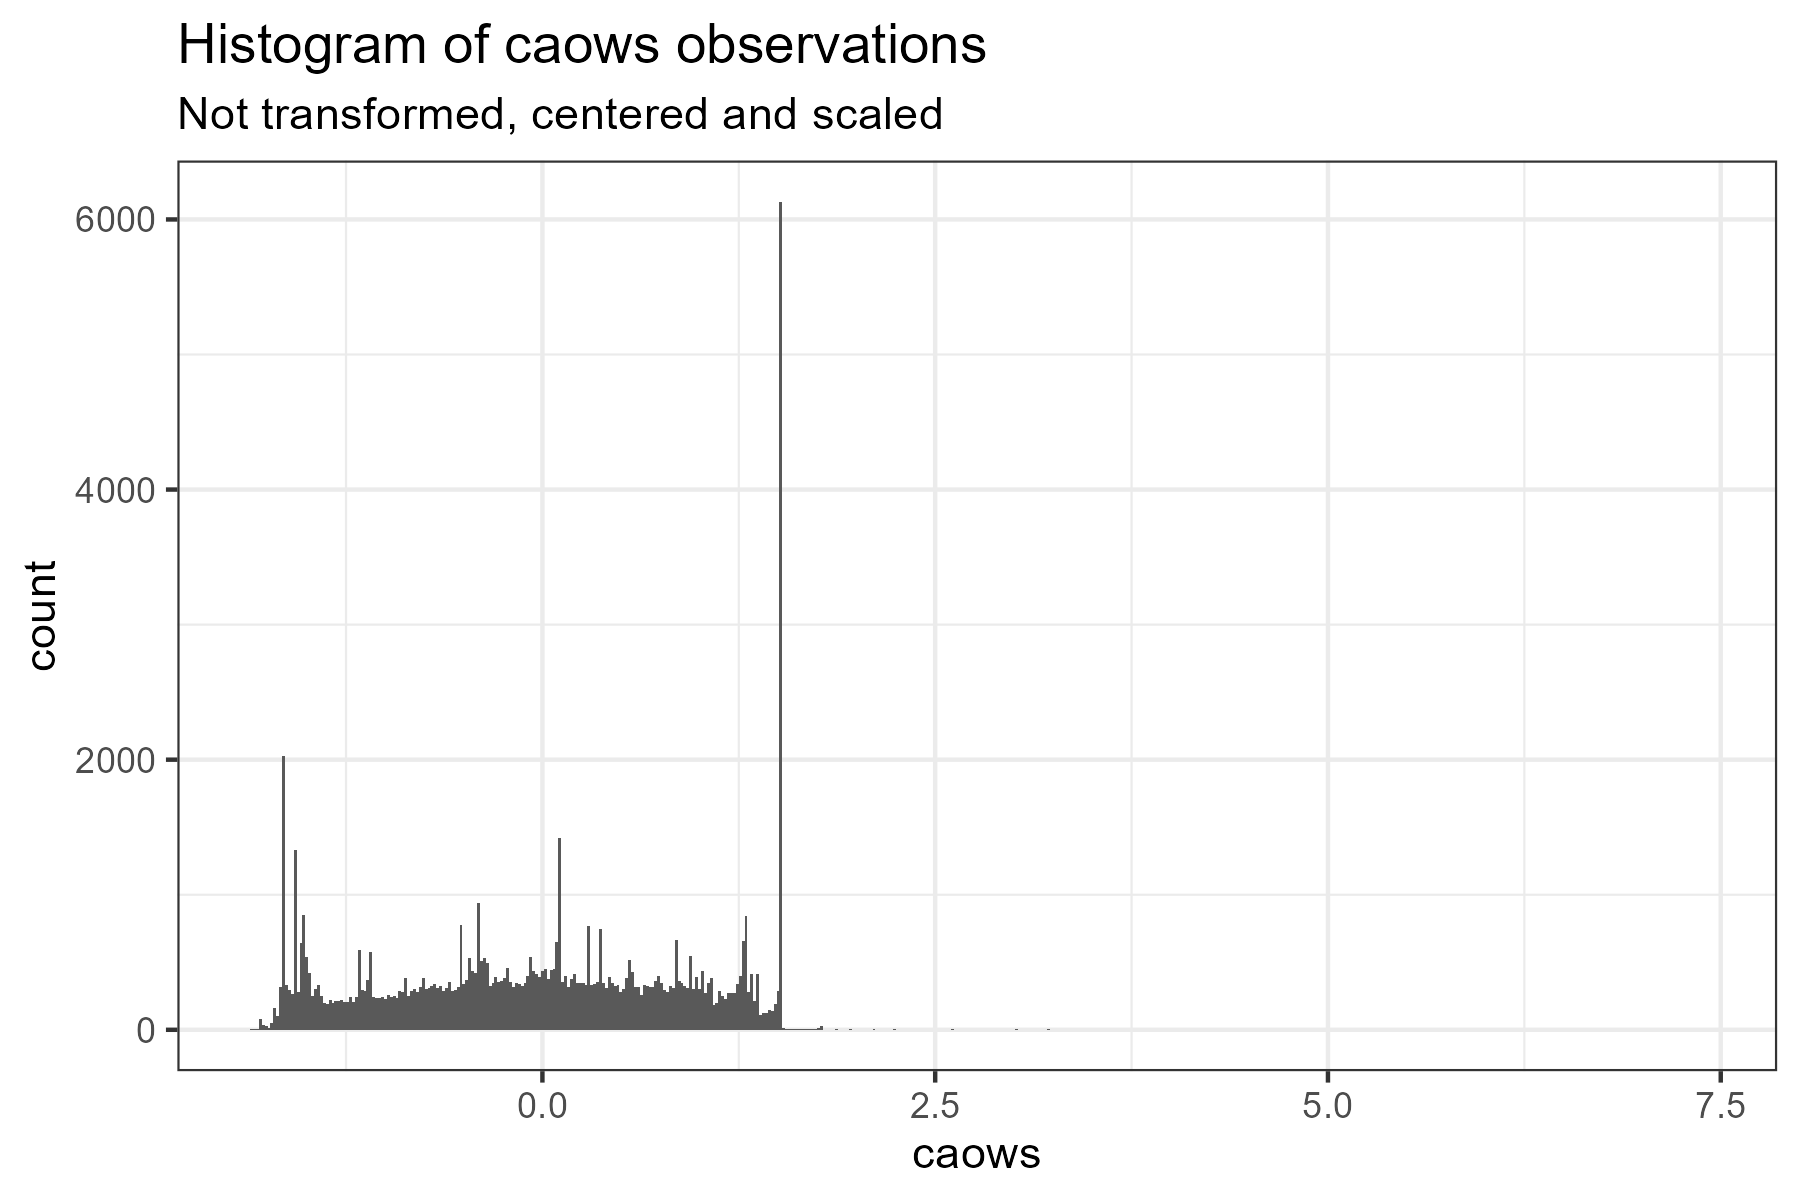 Histogram of caows observations
Not transformed, centered and scaled
6000
4000
2000
0
count
0.0
2.5
5.0
7.5
caows